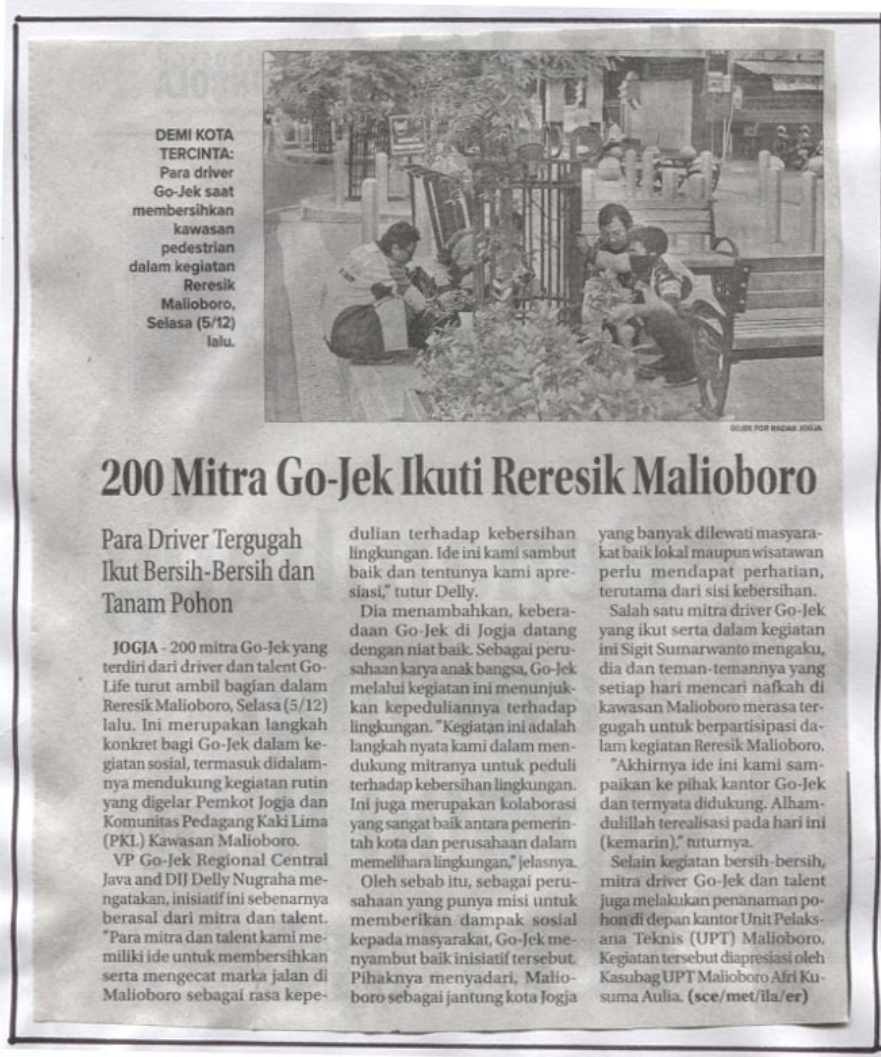 DEMI KOTA
TERCINTA:
Para driver
Go-Jek saat
membersihkan
kawasan
pedestrian
dalam kegiatan
Reresik
Malioboro,
Selasa (5/12)
lalu.
GOJEK FOR RADAR JOGJA
200 Mitra Go-Jek Ikuti Reresik Malioboro
Para Driver Tergugah
Ikut Bersih-Bersih dan
Tanam Pohon
JOGJA - 200 mitra Go-Jek yang
terdiri dari driver dan talent Go-
Life turut ambil bagian dalam
Reresik Malioboro, Selasa (5/12)
lalu. Ini merupakan langkah
konkret bagi Go-Jek dalam ke-
giatan sosial, termasuk didalam-
nya mendukung kegiatan rutin
yang digelar Pemkot Jogja dan
Komunitas Pedagang Kaki Lima
(PKL) Kawasan Malioboro.
VP Go-Jek Regional Central
Java and DIJ Delly Nugraha me-
ngatakan, inisiatif ini sebenarnya
berasal dari mitra dan talent.
"Para mitra dan talent kami me-
miliki ide untuk membersihkan
serta mengecat marka jalan di
Malioboro sebagai rasa kepe-
dulian terhadap kebersihan
lingkungan. Ide ini kami sambut
baik dan tentunya kami apre-
siasi," tutur Delly.
Dia menambahkan, kebera-
daan Go-Jek di Jogja datang
dengan niat baik. Sebagai peru-
sahaan karya anak bangsa, Go-Jek
melalui kegiatan ini menunjuk-
kan kepeduliannya terhadap
lingkungan. "Kegiatan ini adalah
langkah nyata kami dalam men-
dukung mitranya untuk peduli
terhadap kebersihan lingkungan.
Ini juga merupakan kolaborasi
yang sangat baik antara pemerin-
tah kota dan perusahaan dalam
memelihara lingkungan," jelasnya.
Oleh sebab itu, sebagai peru-
sahaan yang punya misi untuk
memberikan dampak sosial
kepada masyarakat, Go-Jek me-
nyambut baik inisiatif tersebut.
Pihaknya menyadari, Malio-
boro sebagai jantung kota Jogja
yang banyak dilewati masyara-
kat baik lokal maupun wisatawan
perlu mendapat perhatian,
terutama dari sisi kebersihan.
Salah satu mitra driver Go-Jek
yang ikut serta dalam kegiatan
ini Sigit Sumarwanto mengaku,
dia dan teman-temannya yang
setiap hari mencari nafkah di
kawasan Malioboro merasa ter-
gugah untuk berpartisipasi da-
lam kegiatan Reresik Malioboro.
"Akhirnya ide ini kami sam-
paikan ke pihak kantor Go-Jek
dan ternyata didukung. Alham-
dulillah terealisasi pada hari ini
(kemarin)," tuturnya.
Selain kegiatan bersih-bersih,
mitra driver Go-Jek dan talent
juga melakukan penanaman po-
hon di depan kantor Unit Pelaks-
ana Teknis (UPT) Malioboro.
Kegiatan tersebut diapresiasi oleh
Kasubag UPT Malioboro Afri Ku-
suma Aulia. (sce/met/ila/er)